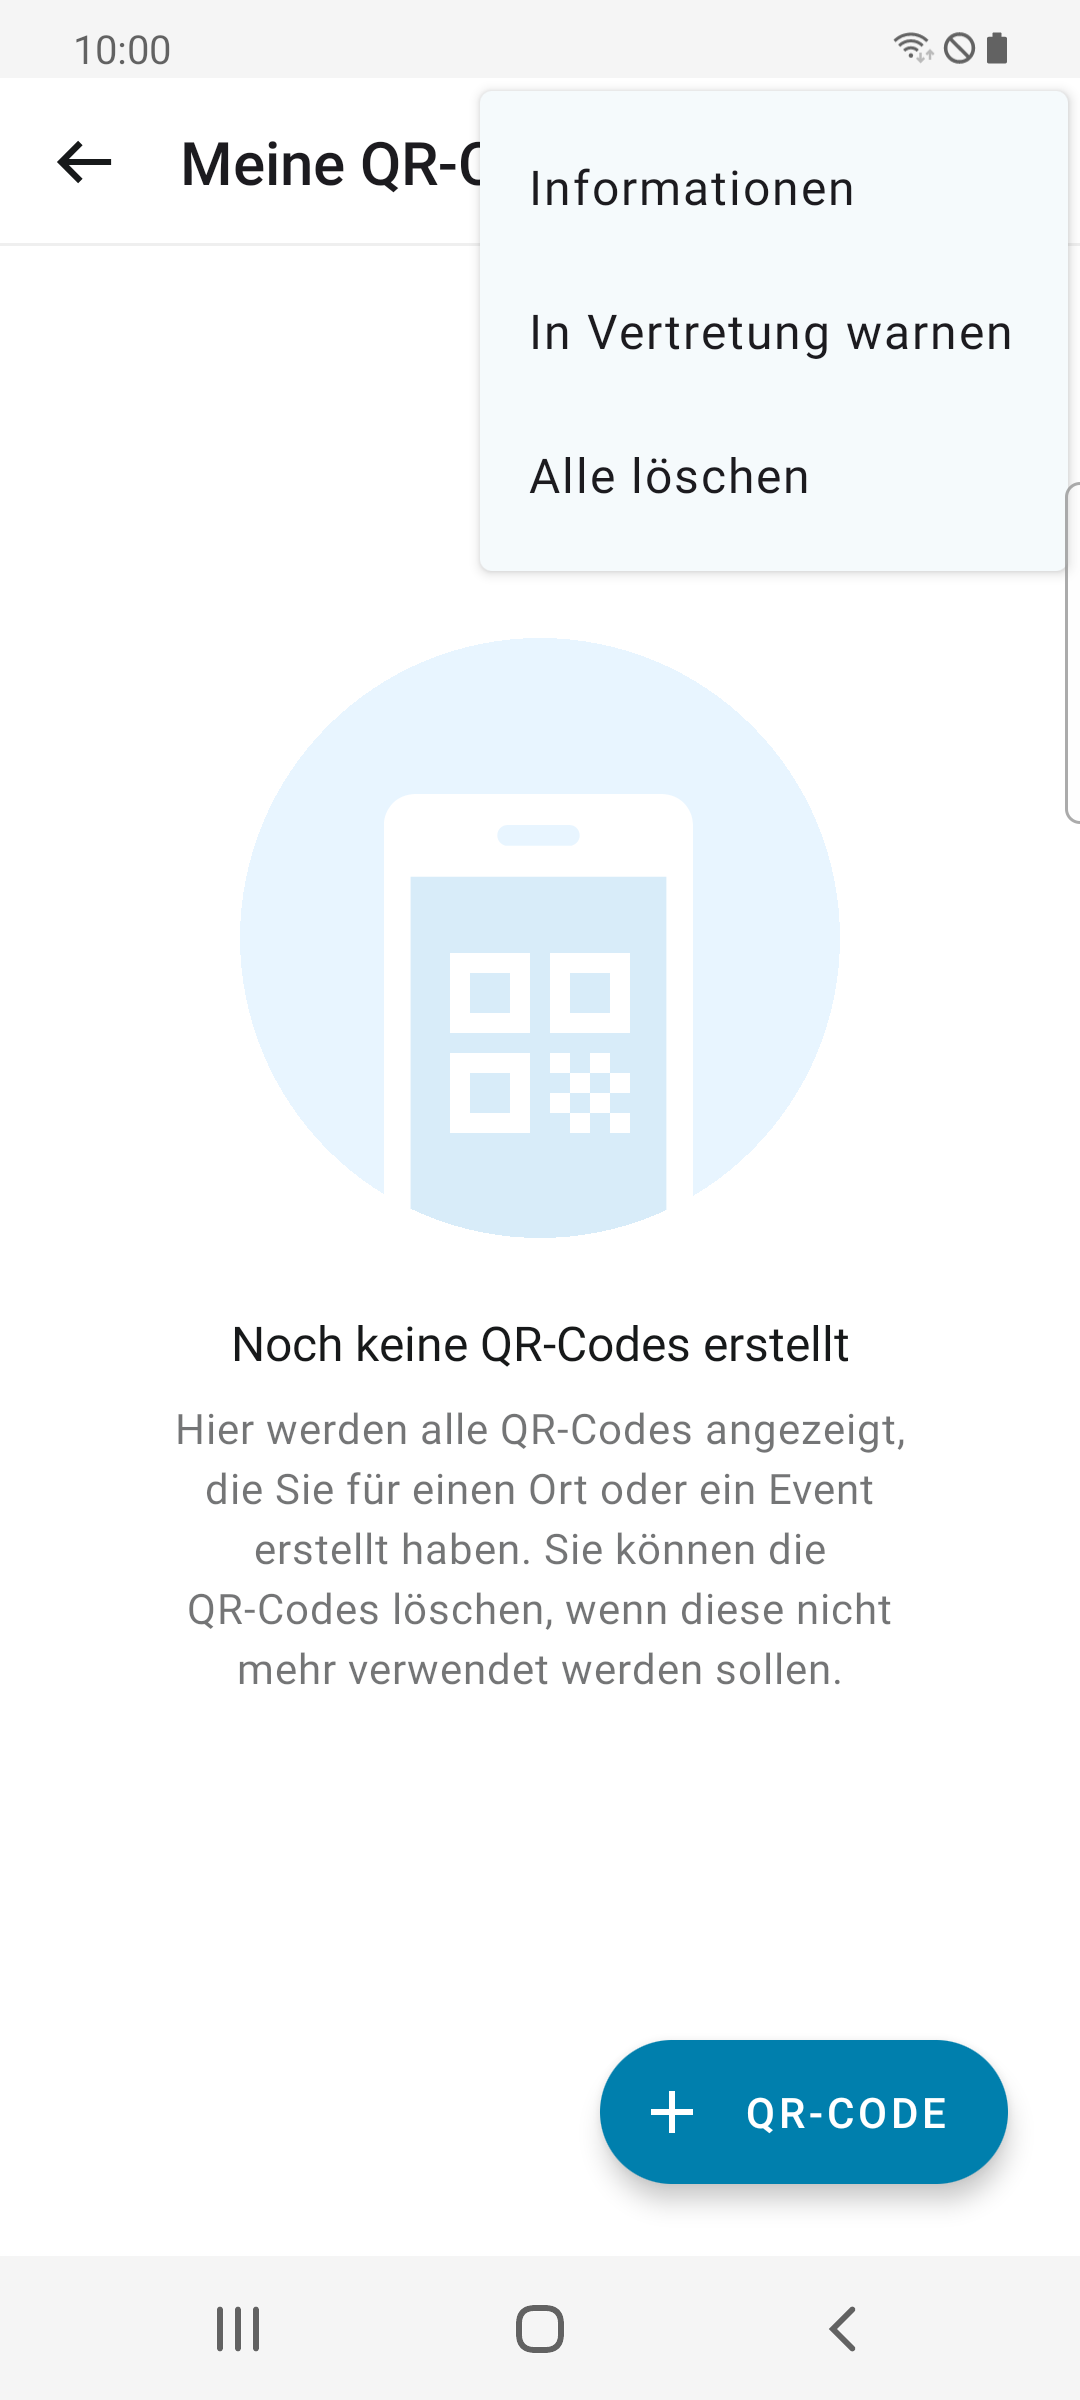 10:00
Meine QR-C
Informationen
In Vertretung warnen
Alle löschen
Noch keine QR-Codes erstellt
Hier werden alle QR-Codes angezeigt,
die Sie für einen Ort oder ein Event
erstellt haben. Sie können die
QR-Codes löschen, wenn diese nicht
mehr verwendet werden sollen.
QR-CODE